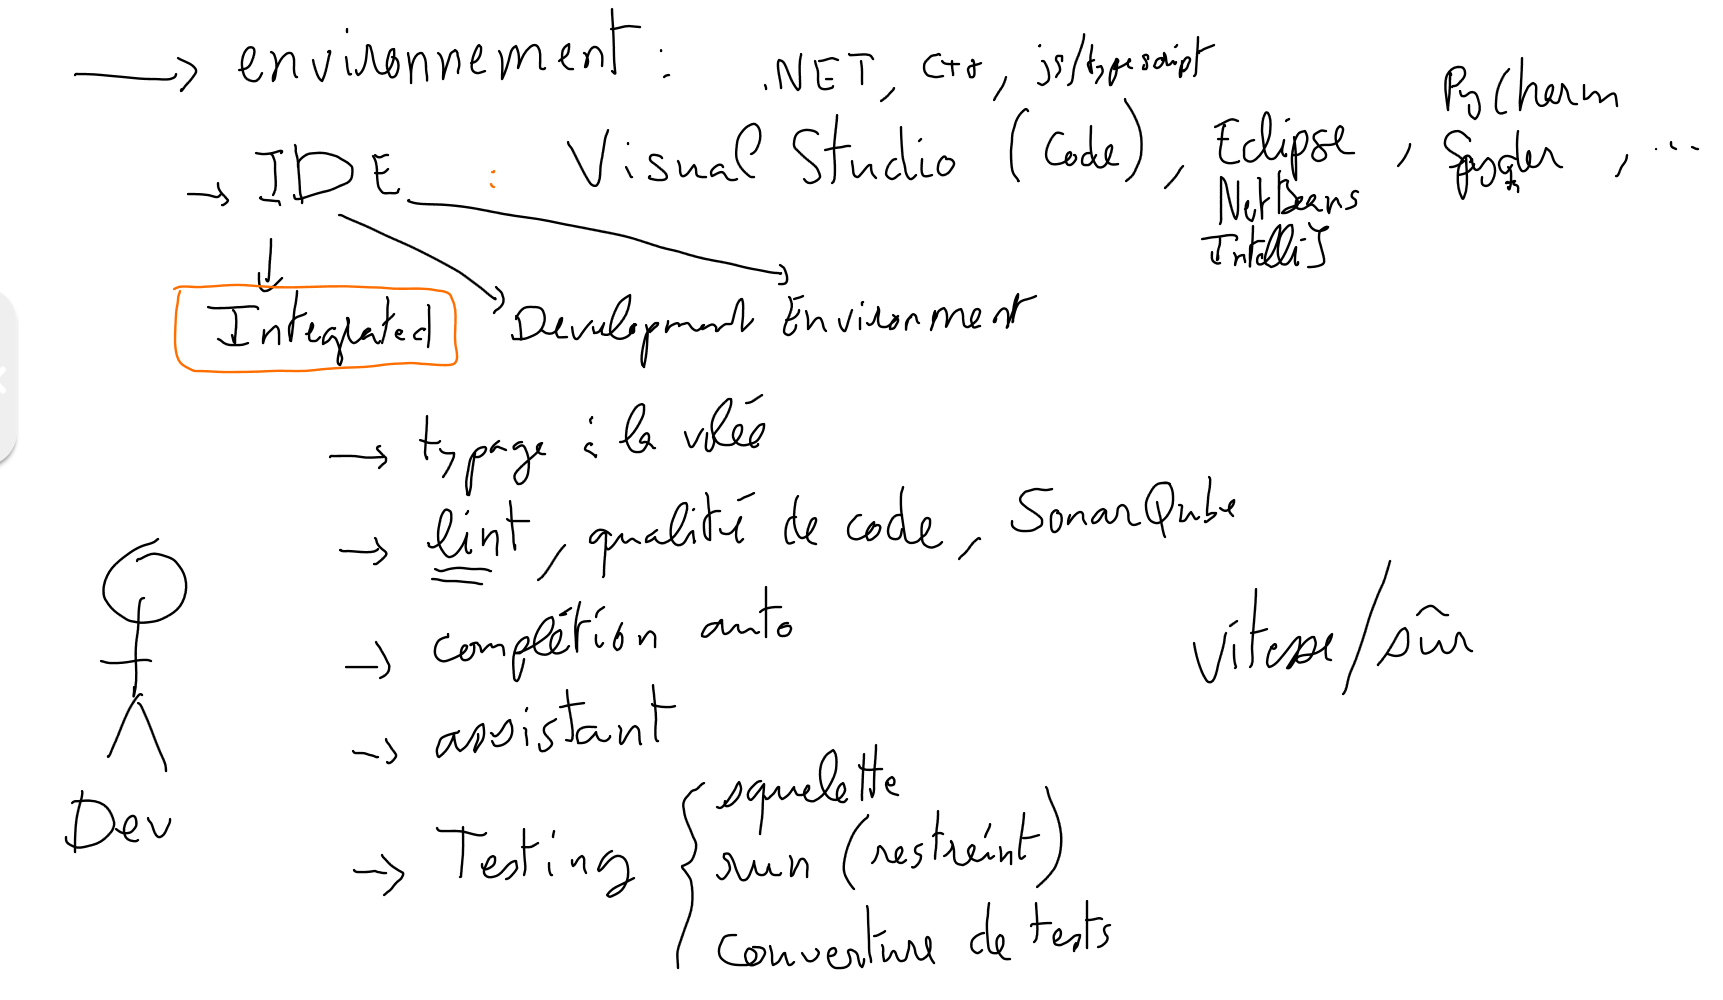 → environnement :
.NET, C++, js/typescript
→ IDE : Visual Studio (Code), Eclipse, PyCharm
NetBeans
IntelliJ
Spyder, ...
Integrated Development Environment
→ typage à la volée
→ lint, qualité de code, SonarQube
→ complétion auto
vitesse/sûr
→ assistant
→ Testing { squelette
run (restreint)
couverture de tests
Dev